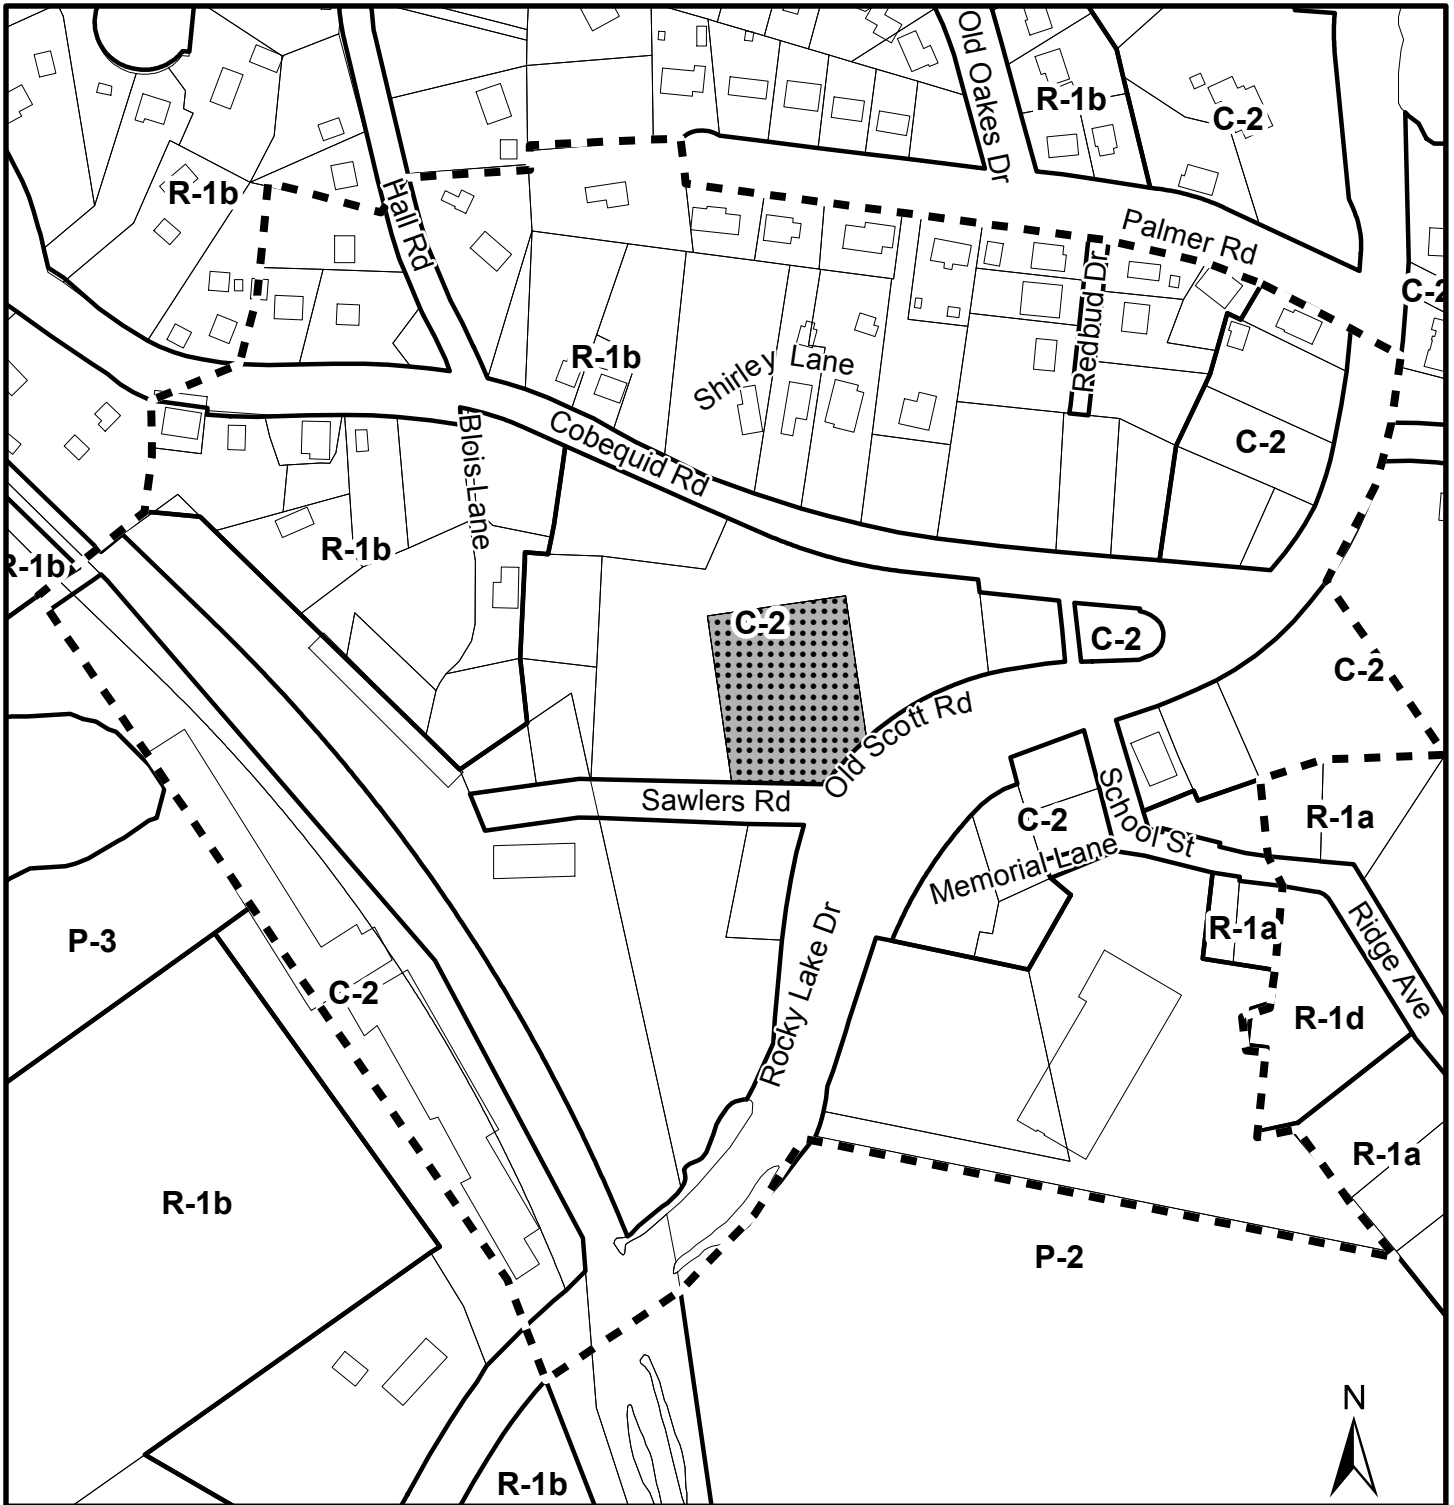 Old Oakes Dr
R-1b
C-2
R-1b
Hall Rd
Palmer Rd
Redbud Dr
C-2
R-1b
Shirley Lane
Cobequid Rd
C-2
Blois Lane
R-1b
R-1b
C-2
C-2
C-2
Old Scott Rd
Sawlers Rd
School St
C-2
R-1a
Memorial Lane
Ridge Ave
R-1a
P-3
Rocky Lake Dr
C-2
R-1d
R-1a
R-1b
P-2
N
R-1b